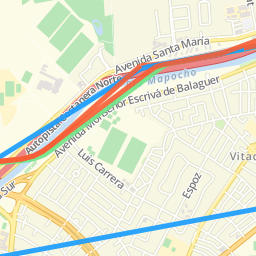 Avenida Santa María
Mapocho
Autopista Costanera Norte
Avenida Monseñor Escrivá de Balaguer
Luis Carrera
Espoz
Vitac
Sur